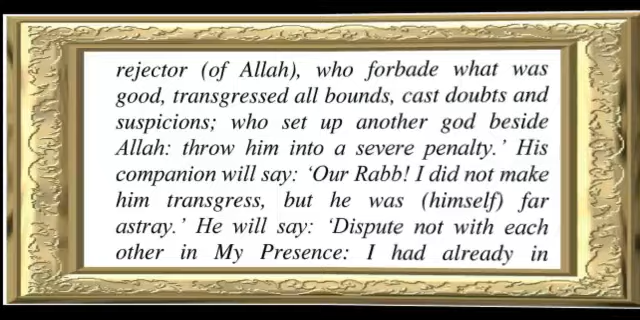 rejector (of Allah), who forbade what was
good, transgressed all bounds, cast doubts and
suspicions; who set up another god beside
Allah: throw him into a severe penalty.’ His
companion will say: ‘Our Rabb! I did not make
him transgress, but he was (himself) far
astray.’ He will say: ‘Dispute not with each
other in My Presence: I had already in